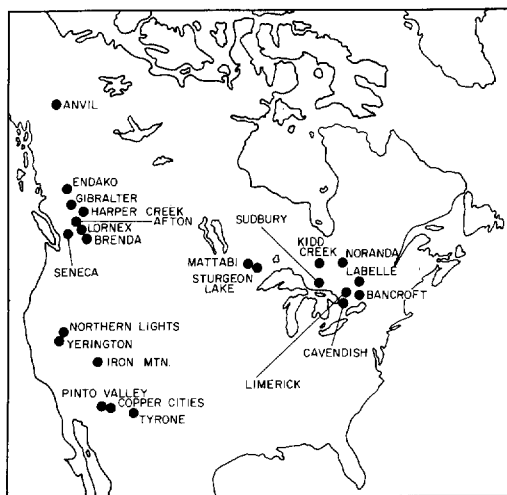 ANVIL
ENDAKO
GIBRALTER
HARPER CREEK
AFTON
LORNEX
BRENDA
SENECA
SUDBURY
KIDD
CREEK
NORANDA
LABELLE
MATTABI
STURGEON
LAKE
BANCROFT
CAVENDISH
LIMERICK
NORTHERN LIGHTS
YERINGTON
IRON MTN.
PINTO VALLEY
COPPER CITIES
TYRONE